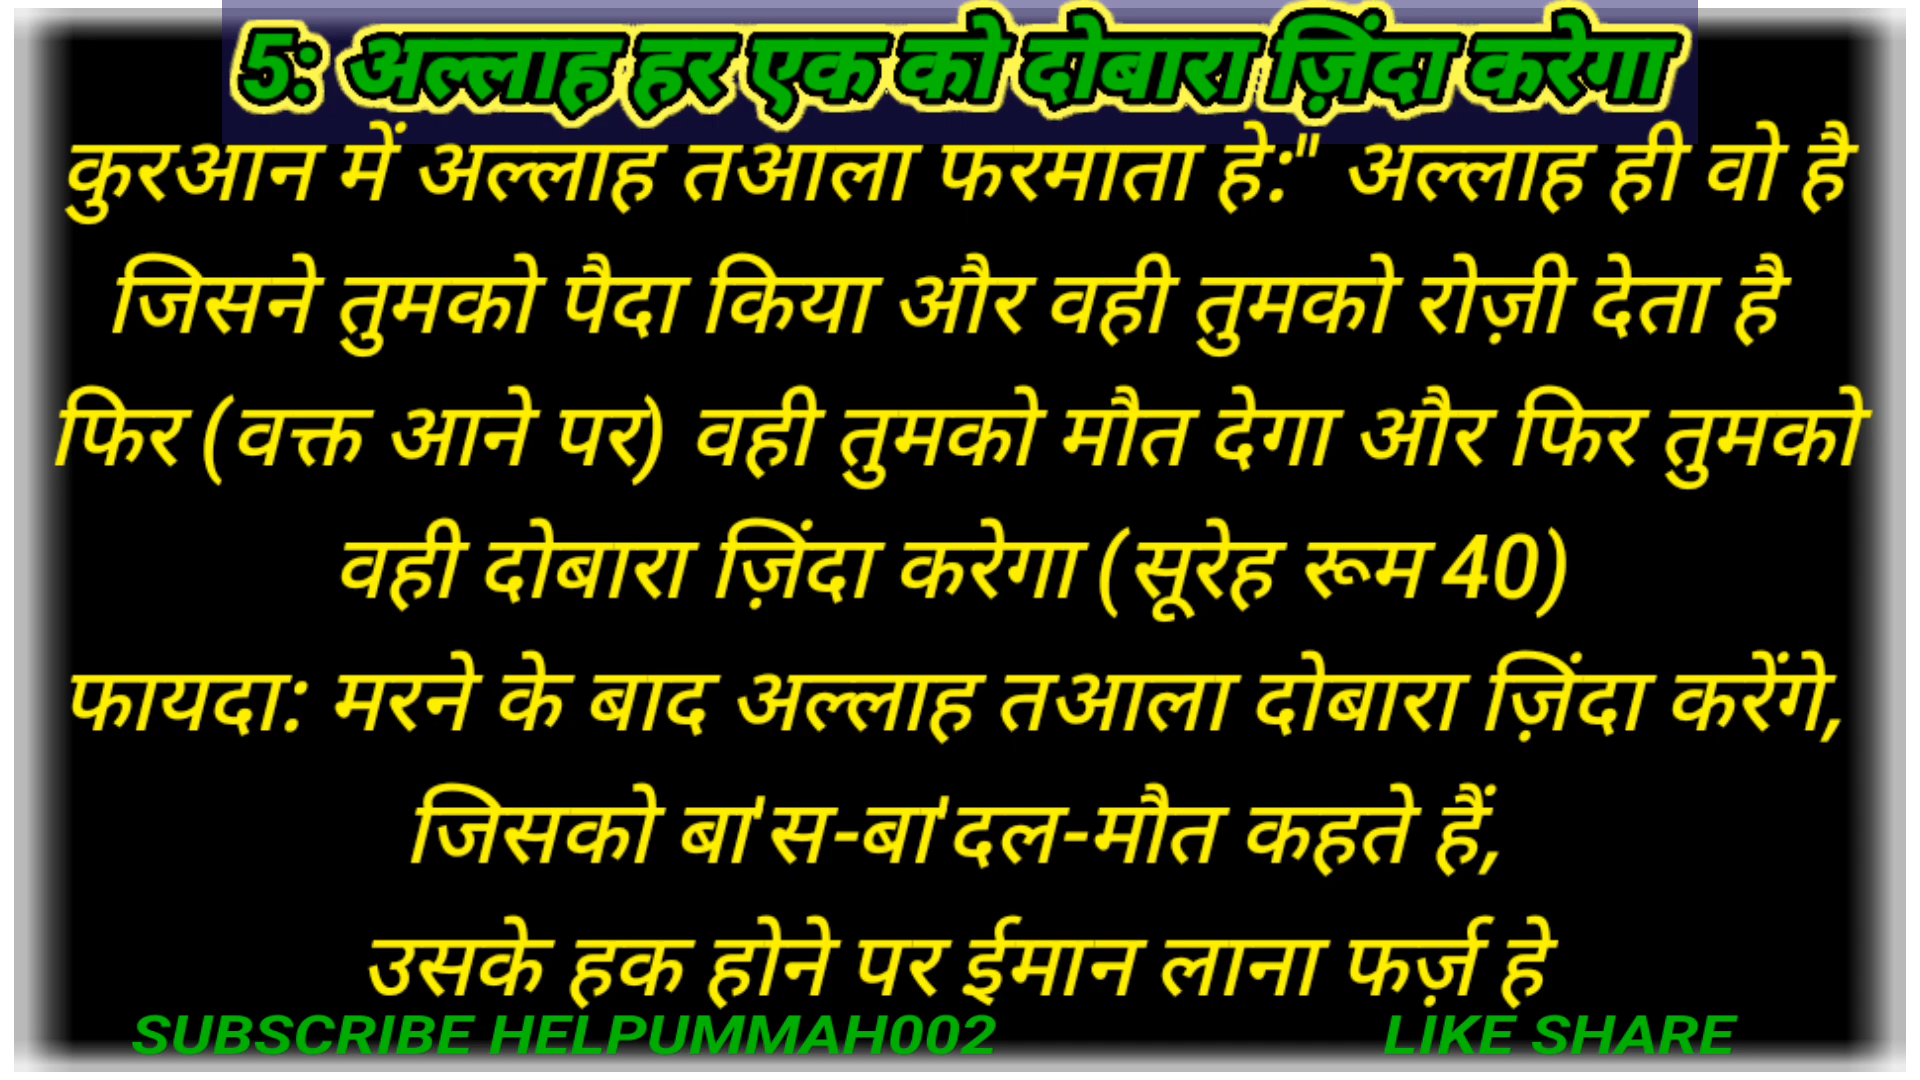 5: अल्लाह हर एक को दोबारा ज़िंदा करेगा
कुरआन में अल्लाह तआला फरमाता हे:" अल्लाह ही वो है
जिसने तुमको पैदा किया और वही तुमको रोज़ी देता है
फिर (वक्त आने पर) वही तुमको मौत देगा और फिर तुमको
वही दोबारा ज़िंदा करेगा (सूरेह रूम 40)
फायदा: मरने के बाद अल्लाह तआला दोबारा ज़िंदा करेंगे,
जिसको बा'स-बा'दल-मौत कहते हैं,
उसके हक होने पर ईमान लाना फर्ज़ हे
SUBSCRIBE HELPUMMAH002 LIKE SHARE